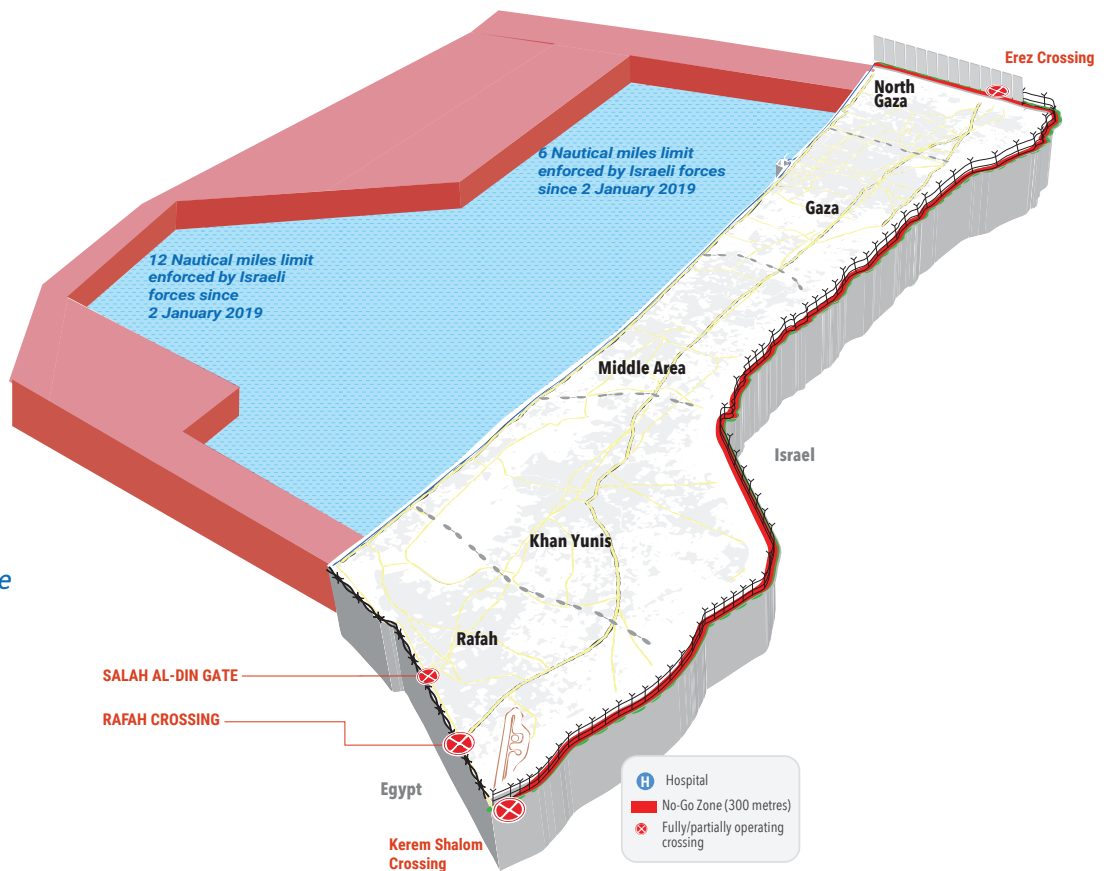 Erez Crossing
North
Gaza
6 Nautical miles limit
enforced by Israeli forces
since 2 January 2019
Gaza
12 Nautical miles limit
enforced by Israeli
forces since
2 January 2019
Middle Area
Israel
Khan Yunis
e
Rafah
SALAH AL-DIN GATE
RAFAH CROSSING
Egypt
Kerem Shalom
Crossing
H Hospital
No-Go Zone (300 metres)
Fully/partially operating
crossing